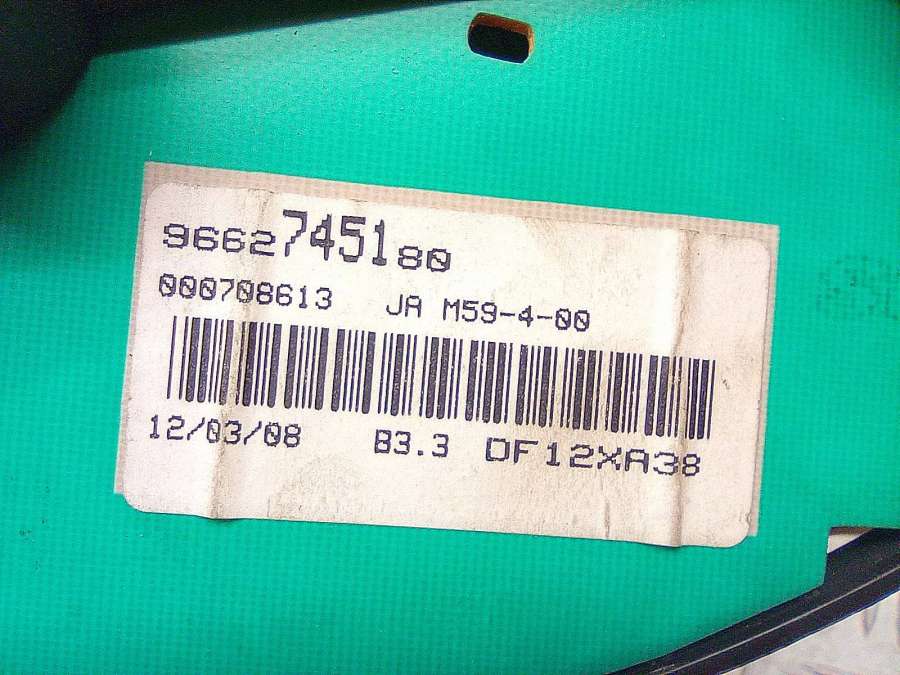 9662745180
000708613 JA M59-4-00
12/03/08 B3.3 DF12XA38